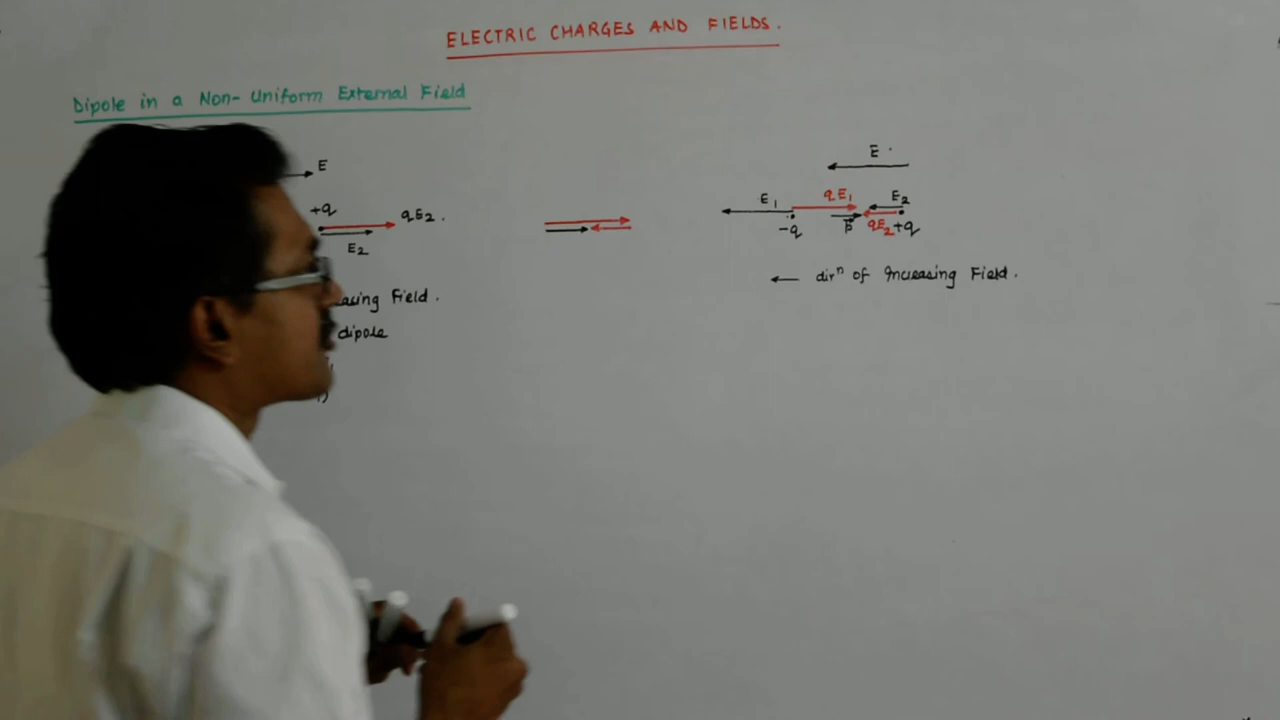 ELECTRIC CHARGES AND FIELDS.
Dipole in a Non-Uniform External Field
E
+q
qE₂.
E₂
Field.
dipole
E
E₁ qE₁ E₂
-q p⃗ qE₂ +q
← dirⁿ of Increasing Field.